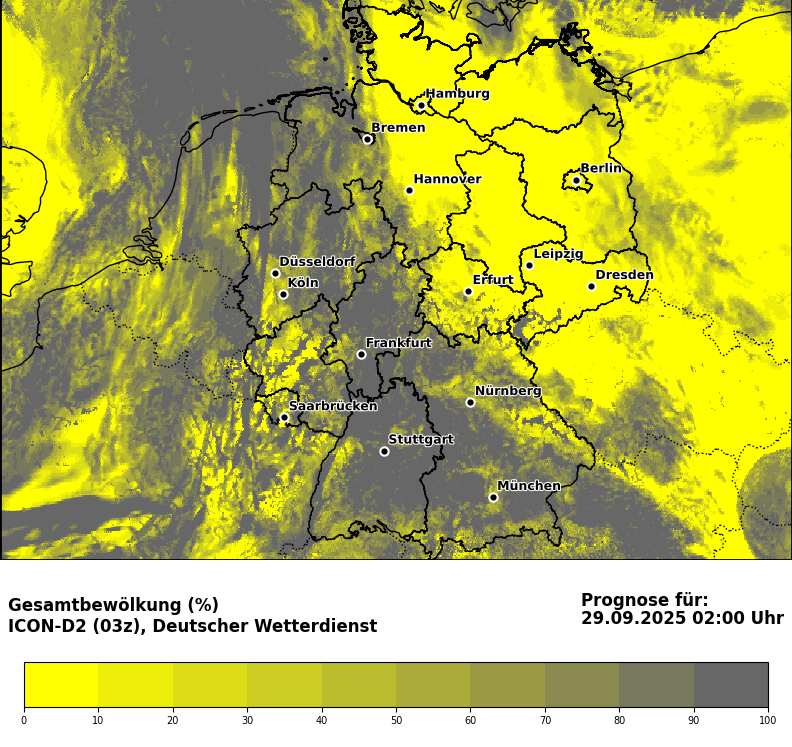 Hamburg
Bremen
Berlin
Hannover
Leipzig
Düsseldorf
Dresden
Köln
Erfurt
Frankfurt
Nürnberg
Saarbrücken
Stuttgart
München
Gesamtbewölkung (%)
ICON-D2 (03z), Deutscher Wetterdienst
Prognose für:
29.09.2025 02:00 Uhr
0 10 20 30 40 50 60 70 80 90 100